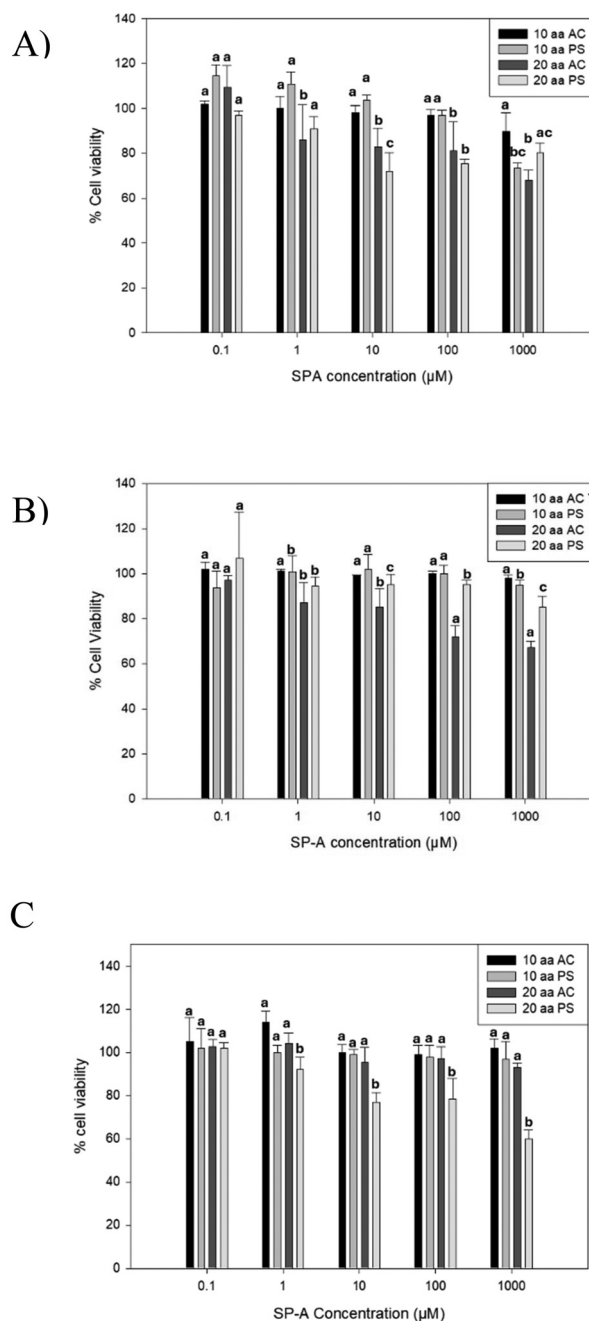 A)
140
120
100
80
60
40
20
0
% Cell viability
10 aa AC
10 aa PS
20 aa AC
20 aa PS
a a a a
a a b a
a a b c
a a b b
a bc b ac
0.1 1 10 100 1000
SPA concentration (µM)
B)
140
120
100
80
60
40
20
0
% Cell Viability
10 aa AC
10 aa PS
20 aa AC
20 aa PS
a a a a
a b b b
a a b c
a a a b
a b a c
0.1 1 10 100 1000
SP-A concentration (µM)
C
140
120
100
80
60
40
20
0
% cell viability
10 aa AC
10 aa PS
20 aa AC
20 aa PS
a a a a
a a a b
a a a b
a a a b
a a a b
0.1 1 10 100 1000
SP-A Concentration (µM)